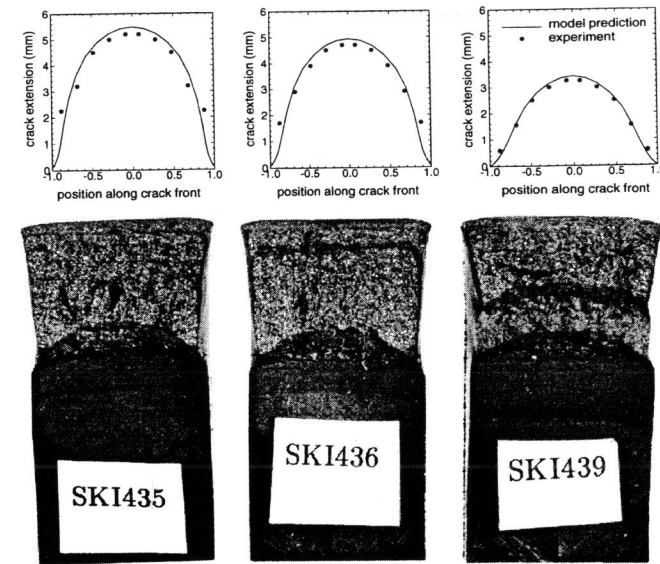 crack extension (mm)
6
5
4
3
2
1
0
-1.0 -0.5 0.0 0.5 1.0
position along crack front
crack extension (mm)
6
5
4
3
2
1
0
-1.0 -0.5 0.0 0.5 1.0
position along crack front
crack extension (mm)
6
5
4
3
2
1
0
-1.0 -0.5 0.0 0.5 1.0
position along crack front
model prediction
experiment
SKI435
SKI436
SKI439